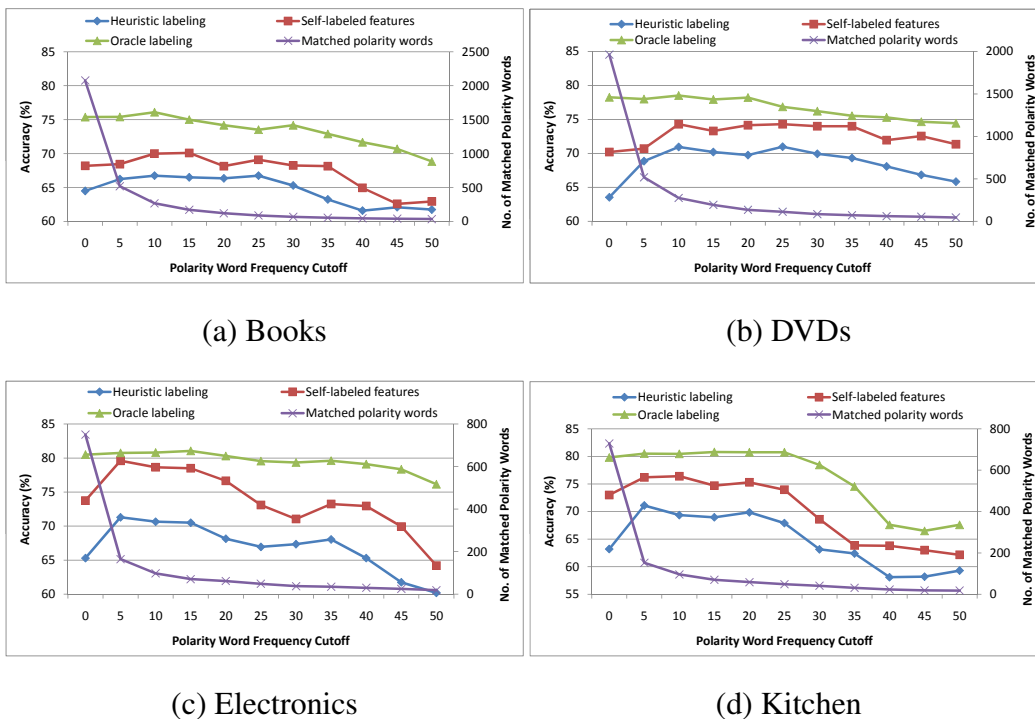 Heuristic labeling Self-labeled features
Oracle labeling Matched polarity words
Accuracy (%)
85
80
75
70
65
60
2500
2000
1500
1000
500
0
No. of Matched Polarity Words
0 5 10 15 20 25 30 35 40 45 50
Polarity Word Frequency Cutoff
(a) Books
Heuristic labeling Self-labeled features
Oracle labeling Matched polarity words
Accuracy (%)
85
80
75
70
65
60
2000
1500
1000
500
0
No. of Matched Polarity Words
0 5 10 15 20 25 30 35 40 45 50
Polarity Word Frequency Cutoff
(b) DVDs
Heuristic labeling Self-labeled features
Oracle labeling Matched polarity words
Accuracy (%)
85
80
75
70
65
60
800
600
400
200
0
No. of Matched Polarity Words
0 5 10 15 20 25 30 35 40 45 50
Polarity Word Frequency Cutoff
(c) Electronics
Heuristic labeling Self-labeled features
Oracle labeling Matched polarity words
Accuracy (%)
85
80
75
70
65
60
55
800
600
400
200
0
No. of Matched Polarity Words
0 5 10 15 20 25 30 35 40 45 50
Polarity Word Frequency Cutoff
(d) Kitchen